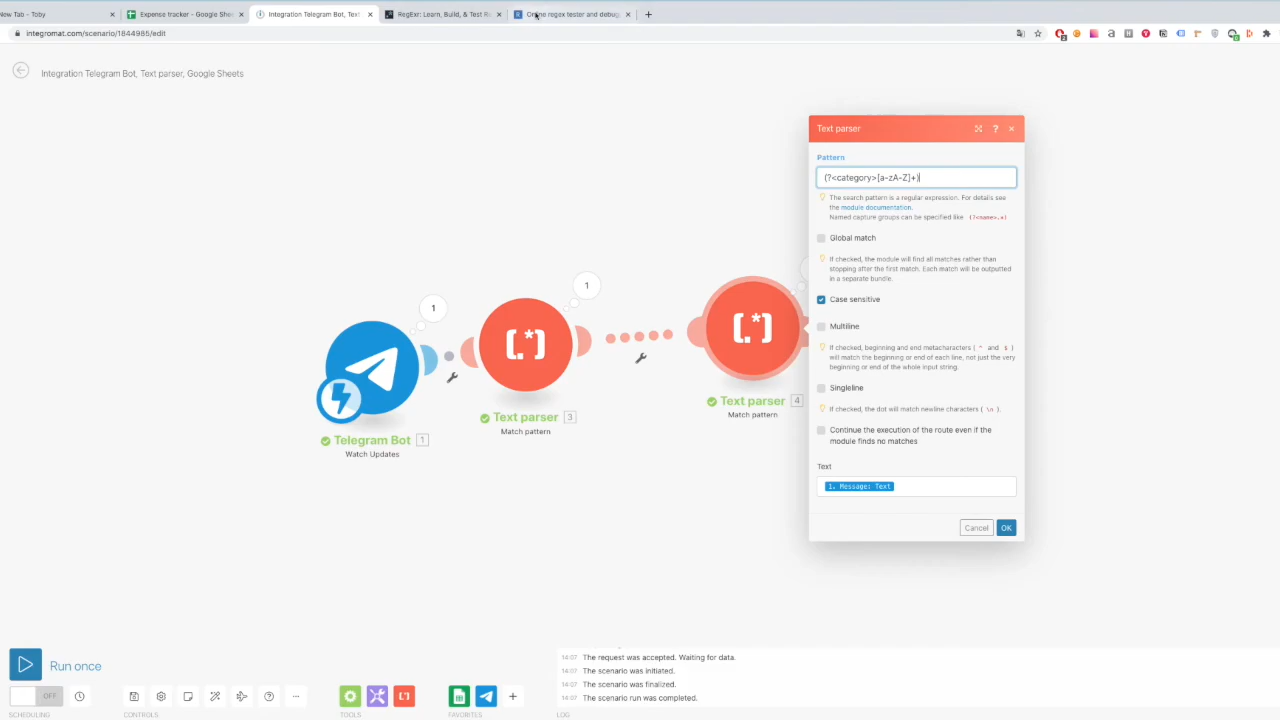 New Tab - Toby
Expense tracker - Google Shee
Integration Telegram Bot, Text
RegExr: Learn, Build, & Test R
Online regex tester and debug
integromat.com/scenario/1644985/edit
Integration Telegram Bot, Text parser, Google Sheets
Text parser
Pattern
(?<category>[a-zA-Z]+)
The search pattern is a regular expression. For details see
the module documentation.
Named capture groups can be specified like (?<name>.*)
Global match
If checked, the module will find all matches rather than
stopping after the first match. Each match will be outputted
in a separate bundle.
Case sensitive
Multiline
If checked, beginning and end metacharacters ( ^ and $ )
will match the beginning or end of each line, not just the very
beginning or end of the whole input string.
Singleline
If checked, the dot will match newline characters ( \n ).
Continue the execution of the route even if the
module finds no matches
Text
1. Message: Text
Cancel
OK
1
1
[.*]
[.*]
Telegram Bot 1
Watch Updates
Text parser 3
Match pattern
Text parser 4
Match pattern
Run once
OFF
SCHEDULING
CONTROLS
TOOLS
FAVORITES
LOG
14:07 The request was accepted. Waiting for data.
14:07 The scenario was initiated.
14:07 The scenario was finalized.
14:07 The scenario run was completed.